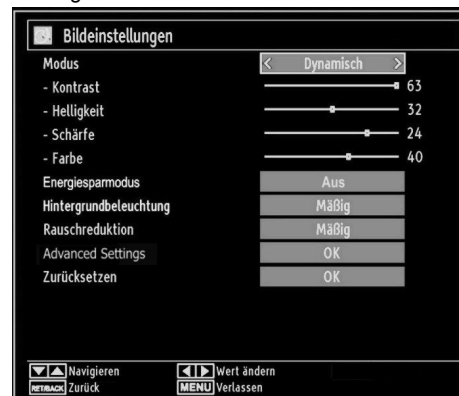 Bildeinstellungen
Modus < Dynamisch >
- Kontrast 63
- Helligkeit 32
- Schärfe 24
- Farbe 40
Energiesparmodus Aus
Hintergrundbeleuchtung Mäßig
Rauschreduktion Mäßig
Advanced Settings OK
Zurücksetzen OK
Navigieren Wert ändern
RET/BACK Zurück MENU Verlassen